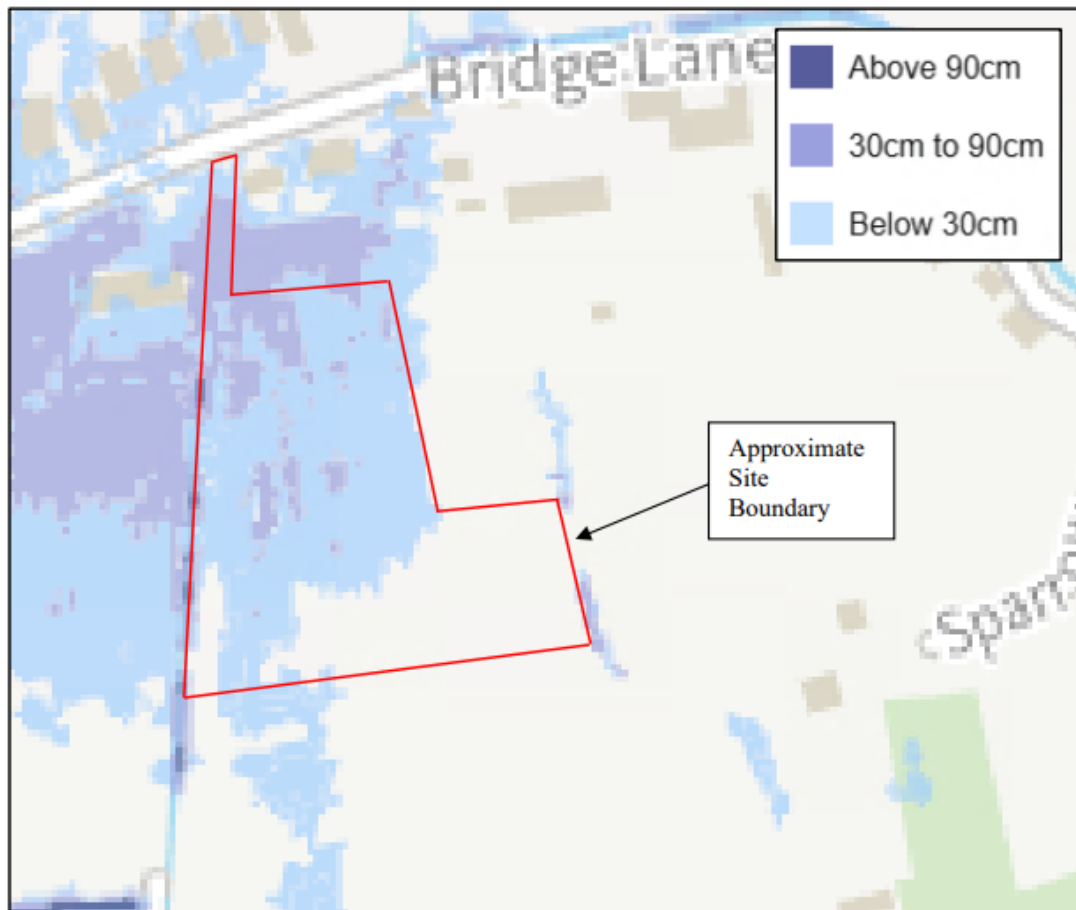 Bridge Lane
Above 90cm
30cm to 90cm
Below 30cm
Approximate
Site
Boundary